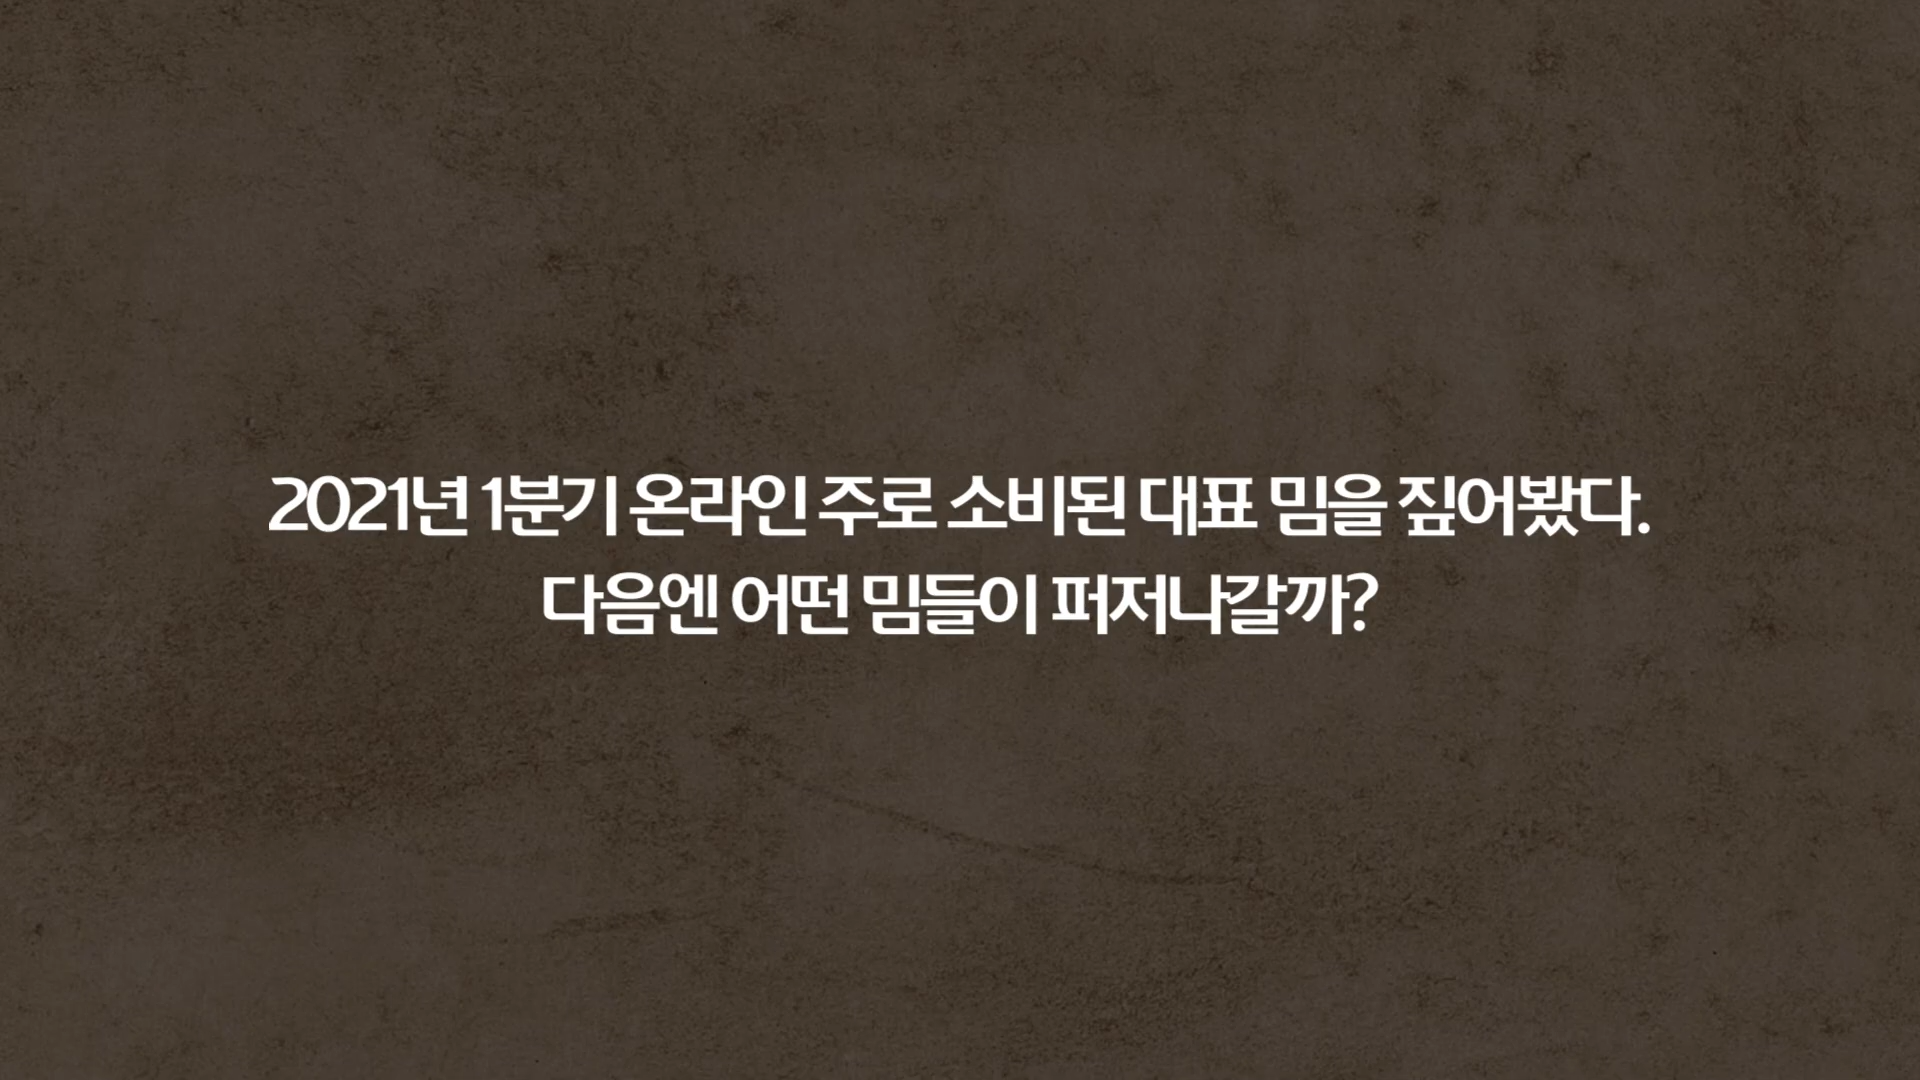 2021년 1분기 온라인 주로 소비된 대표 밈을 짚어봤다.
다음엔 어떤 밈들이 퍼저나갈까?